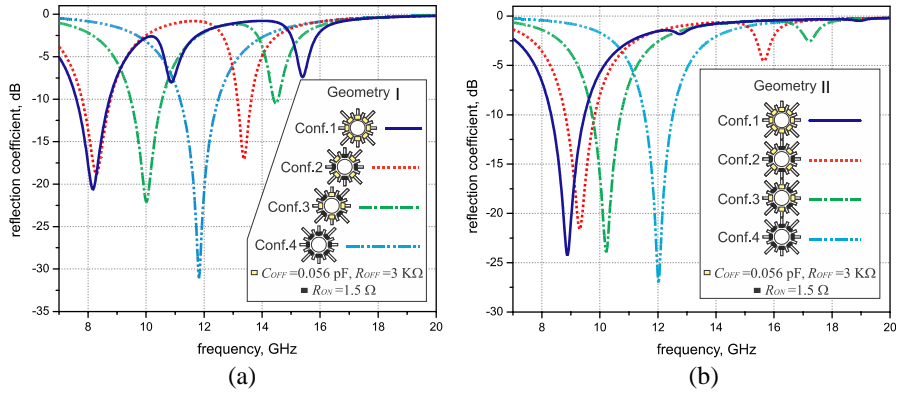 0
-5
-10
-15
-20
-25
-30
-35
reflection coefficient, dB
8 10 12 14 16 18 20
frequency, GHz
Geometry I
Conf.1
Conf.2
Conf.3
Conf.4
COFF =0.056 pF, ROFF =3 KΩ
RON =1.5 Ω
(a)
0
-5
-10
-15
-20
-25
-30
reflection coefficient, dB
8 10 12 14 16 18 20
frequency, GHz
Geometry II
Conf.1
Conf.2
Conf.3
Conf.4
COFF =0.056 pF, ROFF =3 KΩ
RON =1.5 Ω
(b)